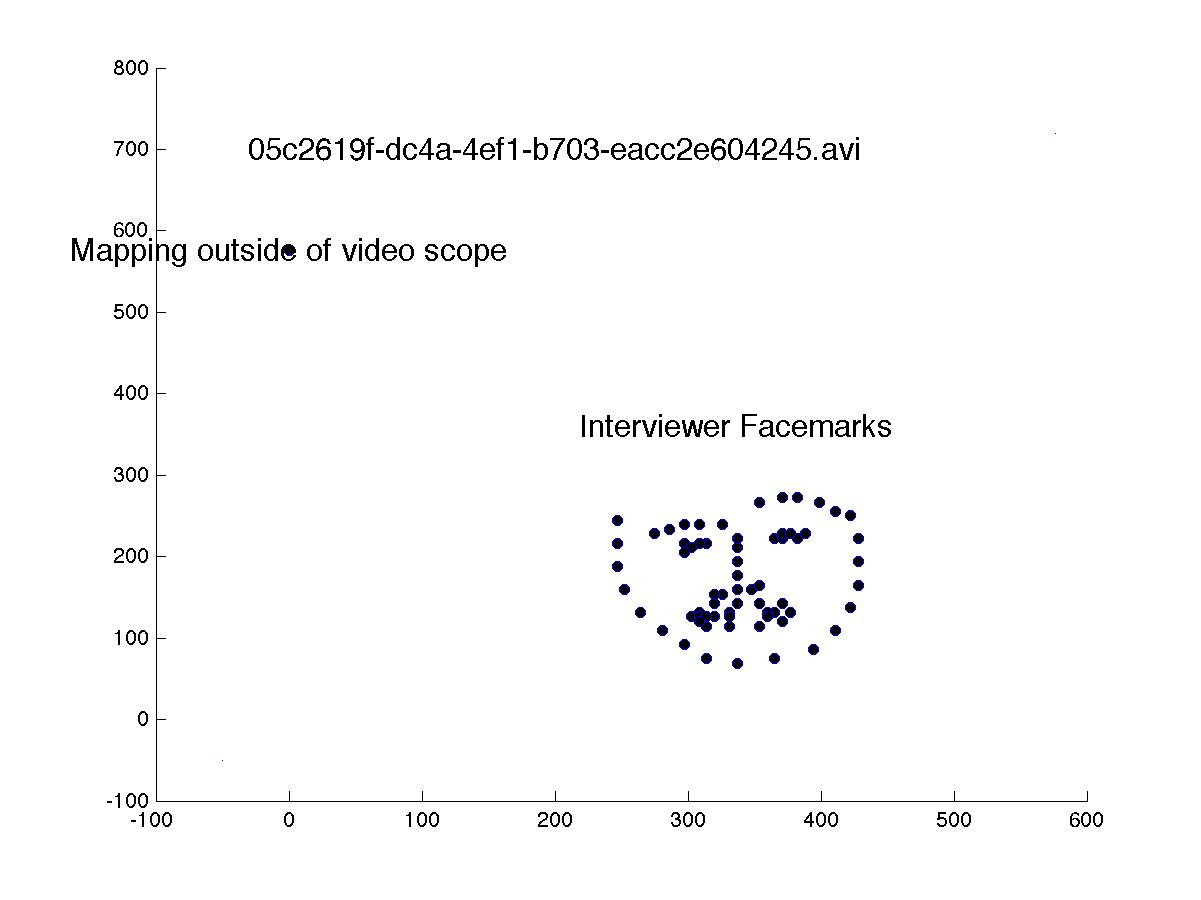 800
700
05c2619f-dc4a-4ef1-b703-eacc2e604245.avi
600
Mapping outside of video scope
500
400
Interviewer Facemarks
300
200
100
0
-100
-100 0 100 200 300 400 500 600